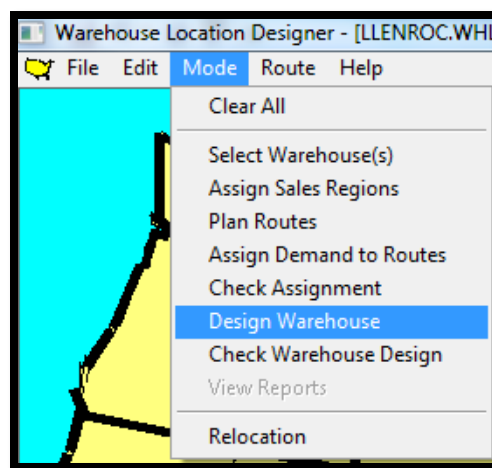 Warehouse Location Designer - [LLENROC.WHL
File Edit Mode Route Help
Clear All
Select Warehouse(s)
Assign Sales Regions
Plan Routes
Assign Demand to Routes
Check Assignment
Design Warehouse
Check Warehouse Design
View Reports
Relocation